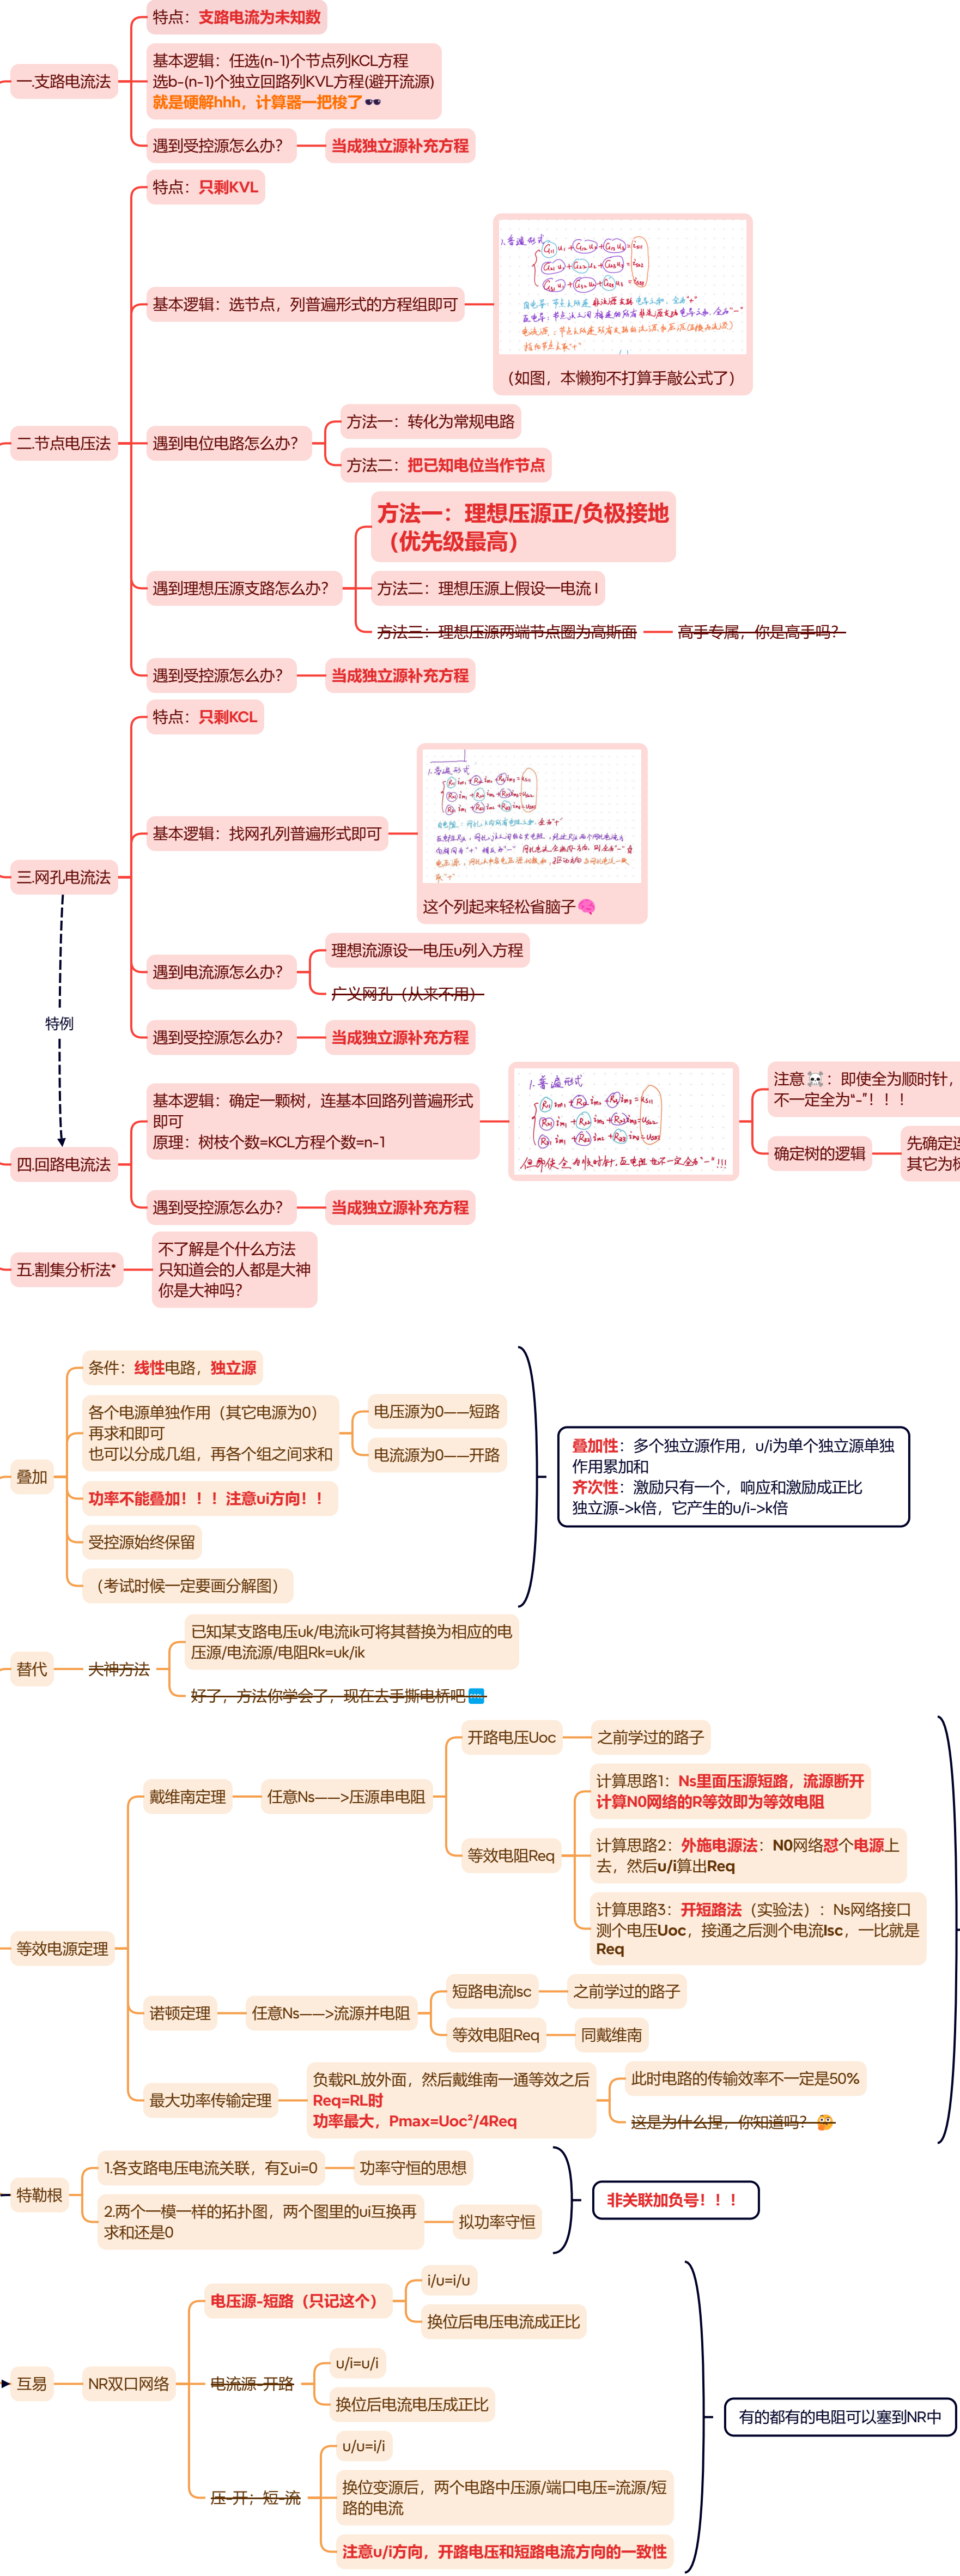 一.支路电流法
特点：支路电流为未知数
基本逻辑：任选(n-1)个节点列KCL方程
选b-(n-1)个独立回路列KVL方程(避开流源)
就是硬解hhh，计算器一把梭了🕶️
遇到受控源怎么办？
当成独立源补充方程
二.节点电压法
特点：只剩KVL
基本逻辑：选节点，列普遍形式的方程组即可
1.普遍形式
（如图，本懒狗不打算手敲公式了）
遇到电位电路怎么办？
方法一：转化为常规电路
方法二：把已知电位当作节点
遇到理想压源支路怎么办？
方法一：理想压源正/负极接地
（优先级最高）
方法二：理想压源上假设一电流 I
方法三：理想压源两端节点圈为高斯面
高手专属，你是高手吗？
遇到受控源怎么办？
当成独立源补充方程
三.网孔电流法
特点：只剩KCL
基本逻辑：找网孔列普遍形式即可
1.普遍形式
这个列起来轻松省脑子🧠
遇到电流源怎么办？
理想流源设一电压u列入方程
广义网孔（从来不用）
遇到受控源怎么办？
当成独立源补充方程
特例
四.回路电流法
基本逻辑：确定一颗树，连基本回路列普遍形式
即可
原理：树枝个数=KCL方程个数=n-1
1.普遍形式
但即使全为顺时针,互电阻也不一定全为"-"!!!
注意☠️：即使全为顺时针，
不一定全为“-”！！！
确定树的逻辑
先确定连
其它为树
遇到受控源怎么办？
当成独立源补充方程
五.割集分析法*
不了解是个什么方法
只知道会的人都是大神
你是大神吗？
叠加
条件：线性电路，独立源
各个电源单独作用（其它电源为0）
再求和即可
也可以分成几组，再各个组之间求和
电压源为0——短路
电流源为0——开路
功率不能叠加！！！注意ui方向！！
受控源始终保留
（考试时候一定要画分解图）
叠加性：多个独立源作用，u/i为单个独立源单独
作用累加和
齐次性：激励只有一个，响应和激励成正比
独立源->k倍，它产生的u/i->k倍
替代
大神方法
已知某支路电压uk/电流ik可将其替换为相应的电
压源/电流源/电阻Rk=uk/ik
好了，方法你学会了，现在去手撕电桥吧
等效电源定理
戴维南定理
任意Ns——>压源串电阻
开路电压Uoc
之前学过的路子
等效电阻Req
计算思路1：Ns里面压源短路，流源断开
计算N0网络的R等效即为等效电阻
计算思路2：外施电源法：N0网络怼个电源上
去，然后u/i算出Req
计算思路3：开短路法（实验法）：Ns网络接口
测个电压Uoc，接通之后测个电流Isc，一比就是
Req
诺顿定理
任意Ns——>流源并电阻
短路电流Isc
之前学过的路子
等效电阻Req
同戴维南
最大功率传输定理
负载RL放外面，然后戴维南一通等效之后
Req=RL时
功率最大，Pmax=Uoc²/4Req
此时电路的传输效率不一定是50%
这是为什么捏，你知道吗？
特勒根
1.各支路电压电流关联，有∑ui=0
功率守恒的思想
2.两个一模一样的拓扑图，两个图里的ui互换再
求和还是0
拟功率守恒
非关联加负号！！！
互易
NR双口网络
电压源-短路（只记这个）
i/u=i/u
换位后电压电流成正比
电流源-开路
u/i=u/i
换位后电流电压成正比
压-开；短-流
u/u=i/i
换位变源后，两个电路中压源/端口电压=流源/短
路的电流
注意u/i方向，开路电压和短路电流方向的一致性
有的都有的电阻可以塞到NR中